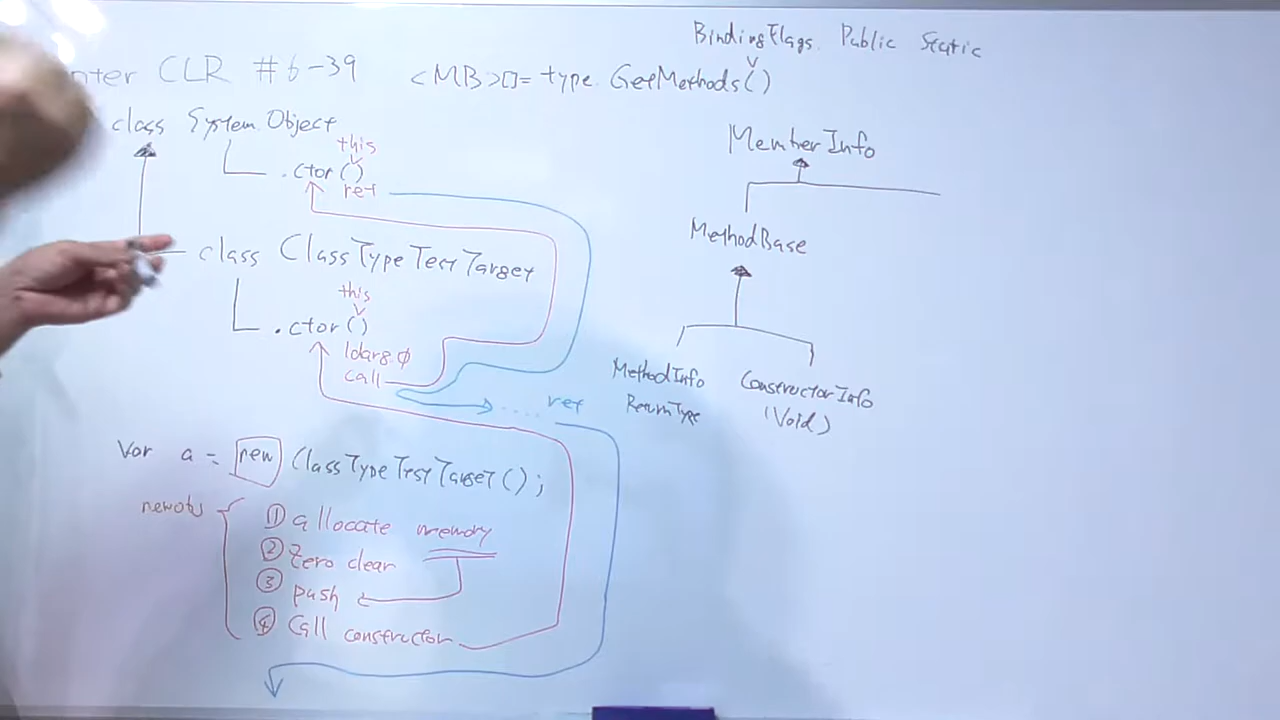 nter CLR #6-39
<MB>[]= type. GetMethods()
BindingFlags. Public Static
class System.Object
this
.ctor()
ret
class ClassTypeTestTarget
this
.ctor()
ldarg.0
call
.... ret
var a = new ClassTypeTestTarget();
newobj
① allocate memory
② Zero clear
③ push
④ Call constructor
MemberInfo
MethodBase
MethodInfo
ReturnType
ConstructorInfo
(Void)